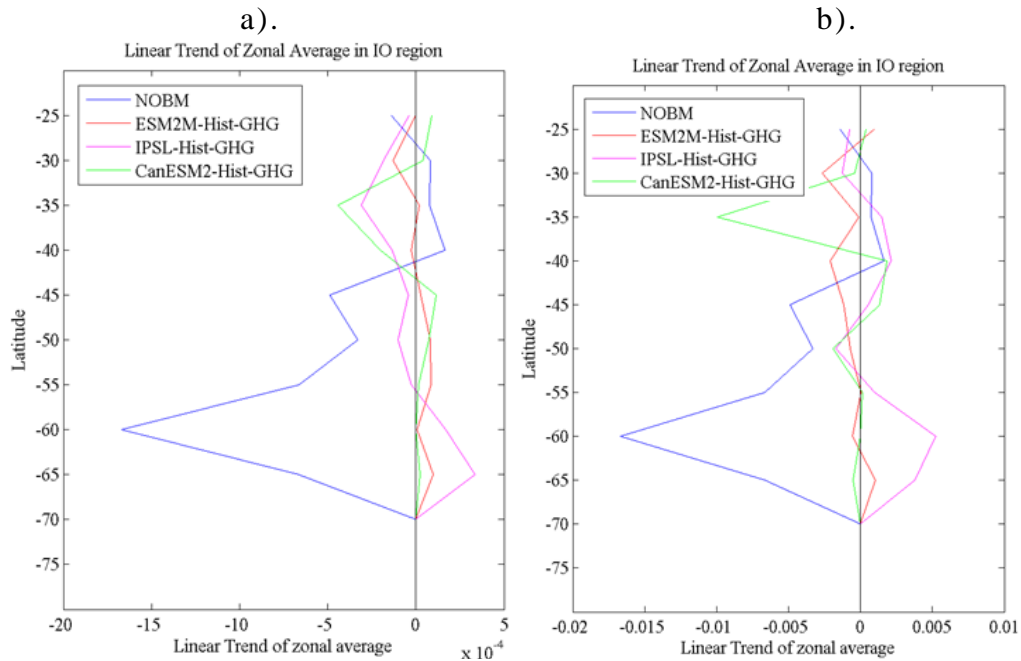 a).
Linear Trend of Zonal Average in IO region
NOBM
ESM2M-Hist-GHG
IPSL-Hist-GHG
CanESM2-Hist-GHG
-25
-30
-35
-40
-45
-50
-55
-60
-65
-70
-75
Latitude
-20
-15
-10
-5
0
5
Linear Trend of zonal average
x 10⁻⁴
b).
Linear Trend of Zonal Average in IO region
NOBM
ESM2M-Hist-GHG
IPSL-Hist-GHG
CanESM2-Hist-GHG
-25
-30
-35
-40
-45
-50
-55
-60
-65
-70
-75
Latitude
-0.02
-0.015
-0.01
-0.005
0
0.005
0.01
Linear Trend of zonal average